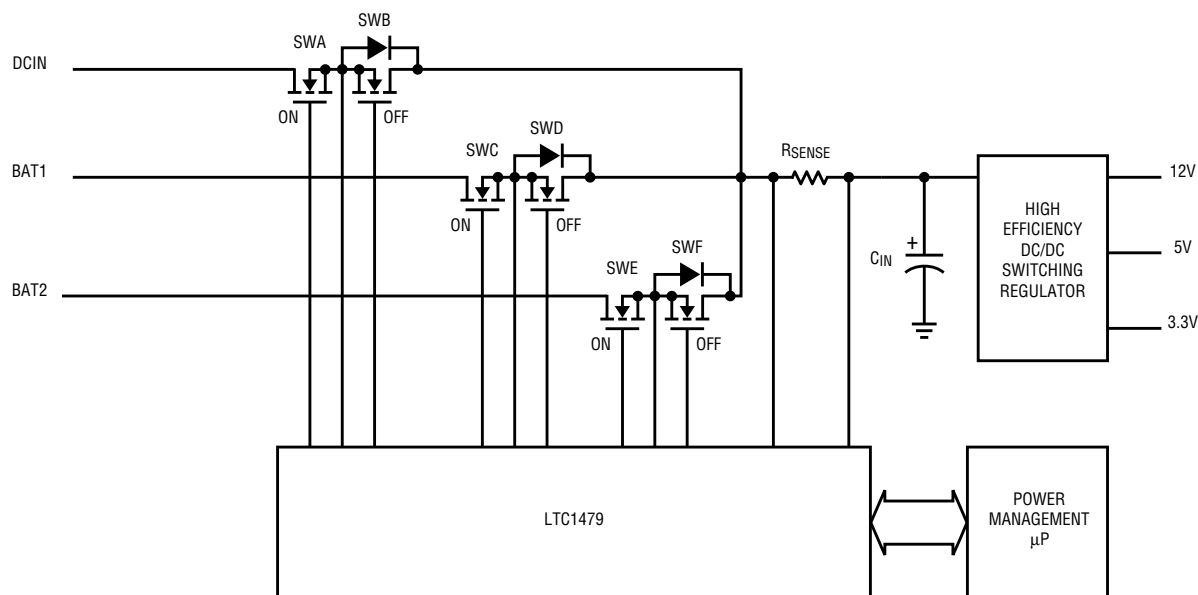 SWB
SWA
DCIN
ON
OFF
SWD
SWC
BAT1
ON
OFF
RSENSE
12V
HIGH
EFFICIENCY
DC/DC
SWITCHING
REGULATOR
+
CIN
5V
3.3V
SWF
SWE
BAT2
ON
OFF
LTC1479
POWER
MANAGEMENT
μP